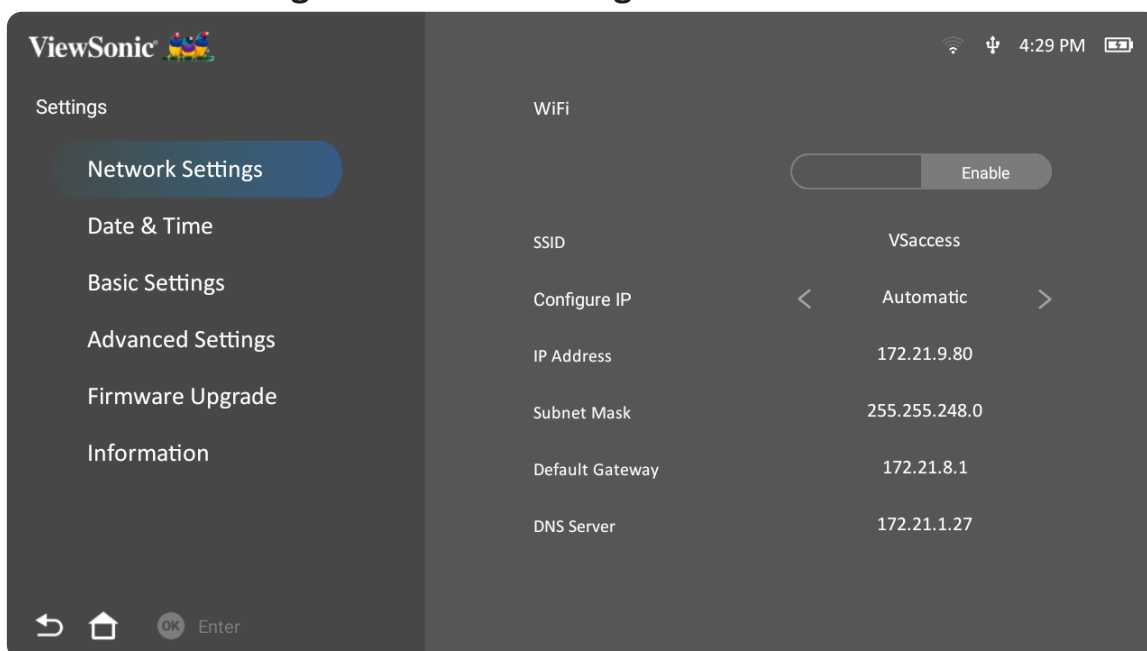 ViewSonic
4:29 PM
Settings
Network Settings
Date & Time
Basic Settings
Advanced Settings
Firmware Upgrade
Information
OK Enter
WiFi
Enable
SSID VSaccess
Configure IP < Automatic >
IP Address 172.21.9.80
Subnet Mask 255.255.248.0
Default Gateway 172.21.8.1
DNS Server 172.21.1.27